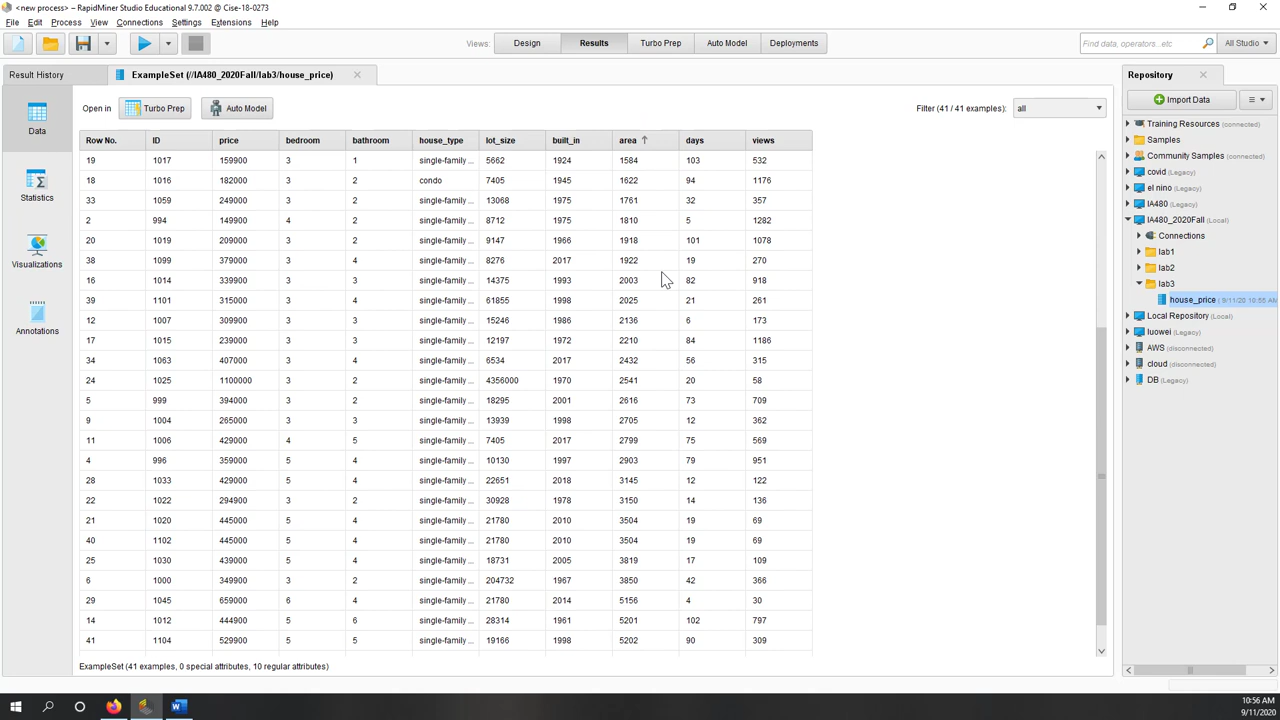 <new process> – RapidMiner Studio Educational 9.7.002 @ Cise-18-0273
File Edit Process View Connections Settings Extensions Help
Views: Design Results Turbo Prep Auto Model Deployments Find data, operators...etc All Studio
Result History ExampleSet (//IA480_2020Fall/lab3/house_price) Repository
Open in Turbo Prep Auto Model Filter (41 / 41 examples): all
Import Data
Data
Statistics
Visualizations
Annotations
Row No. ID price bedroom bathroom house_type lot_size built_in area days views
19 1017 159900 3 1 single-family ... 5662 1924 1584 103 532
18 1016 182000 3 2 condo 7405 1945 1622 94 1176
33 1059 249000 3 2 single-family ... 13068 1975 1761 32 357
2 994 149900 4 2 single-family ... 8712 1975 1810 5 1282
20 1019 209000 3 3 single-family ... 9147 1966 1918 101 1078
38 1099 379000 3 4 single-family ... 8276 2017 1922 19 270
16 1014 339900 3 3 single-family ... 14375 1993 2003 82 918
39 1101 315000 3 4 single-family ... 61855 1998 2025 21 261
12 1007 309900 3 3 single-family ... 15246 1986 2136 6 173
17 1015 239000 3 3 single-family ... 12197 1972 2210 84 1186
34 1063 407000 3 4 single-family ... 6534 2017 2432 56 315
24 1025 1100000 3 2 single-family ... 4356000 1970 2541 20 58
5 999 394000 3 2 single-family ... 18295 2001 2616 73 709
9 1004 265000 3 3 single-family ... 13939 1998 2705 12 362
11 1006 429000 4 5 single-family ... 7405 2017 2799 75 569
4 996 359000 5 4 single-family ... 10130 1997 2903 79 951
28 1033 429000 5 4 single-family ... 22651 2018 3145 12 122
22 1022 294900 3 2 single-family ... 30928 1978 3150 14 136
21 1020 445000 5 4 single-family ... 21780 2010 3504 19 69
40 1102 445000 5 4 single-family ... 21780 2010 3504 19 69
25 1030 439000 5 4 single-family ... 18731 2005 3819 17 109
6 1000 349900 3 2 single-family ... 204732 1967 3850 42 366
29 1045 659000 6 4 single-family ... 21780 2014 5156 4 30
14 1012 444900 5 6 single-family ... 28314 1961 5201 102 797
41 1104 529900 5 5 single-family ... 19166 1998 5202 90 309
ExampleSet (41 examples, 0 special attributes, 10 regular attributes)
Training Resources (connected)
Samples
Community Samples (connected)
covid (Legacy)
el nino (Legacy)
IA480 (Legacy)
IA480_2020Fall (Local)
Connections
lab1
lab2
lab3
house_price (9/11/20 10:55 AM
Local Repository (Local)
luowei (Legacy)
AWS (disconnected)
cloud (disconnected)
DB (Legacy)
10:56 AM
9/11/2020